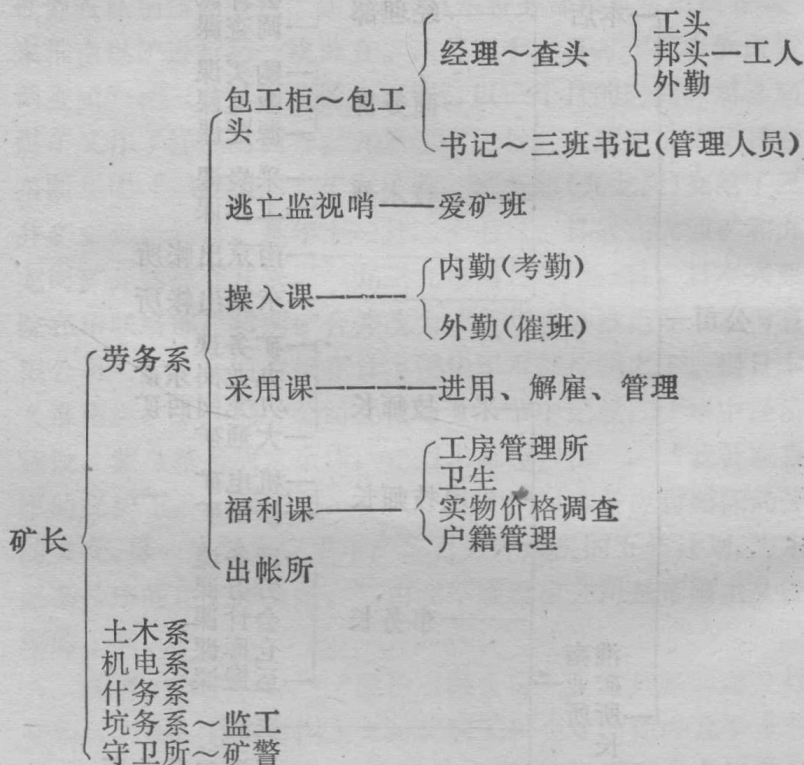 工头
经理～查头
邦头—工人
外勤
包工柜～包工
头
书记～三班书记(管理人员)
逃亡监视哨——爱矿班
内勤(考勤)
操入课———
外勤(催班)
劳务系
采用课———进用、解雇、管理
工房管理所
卫生
福利课——
实物价格调查
户籍管理
矿长
出帐所
土木系
机电系
什务系
坑务系～监工
守卫所～矿警